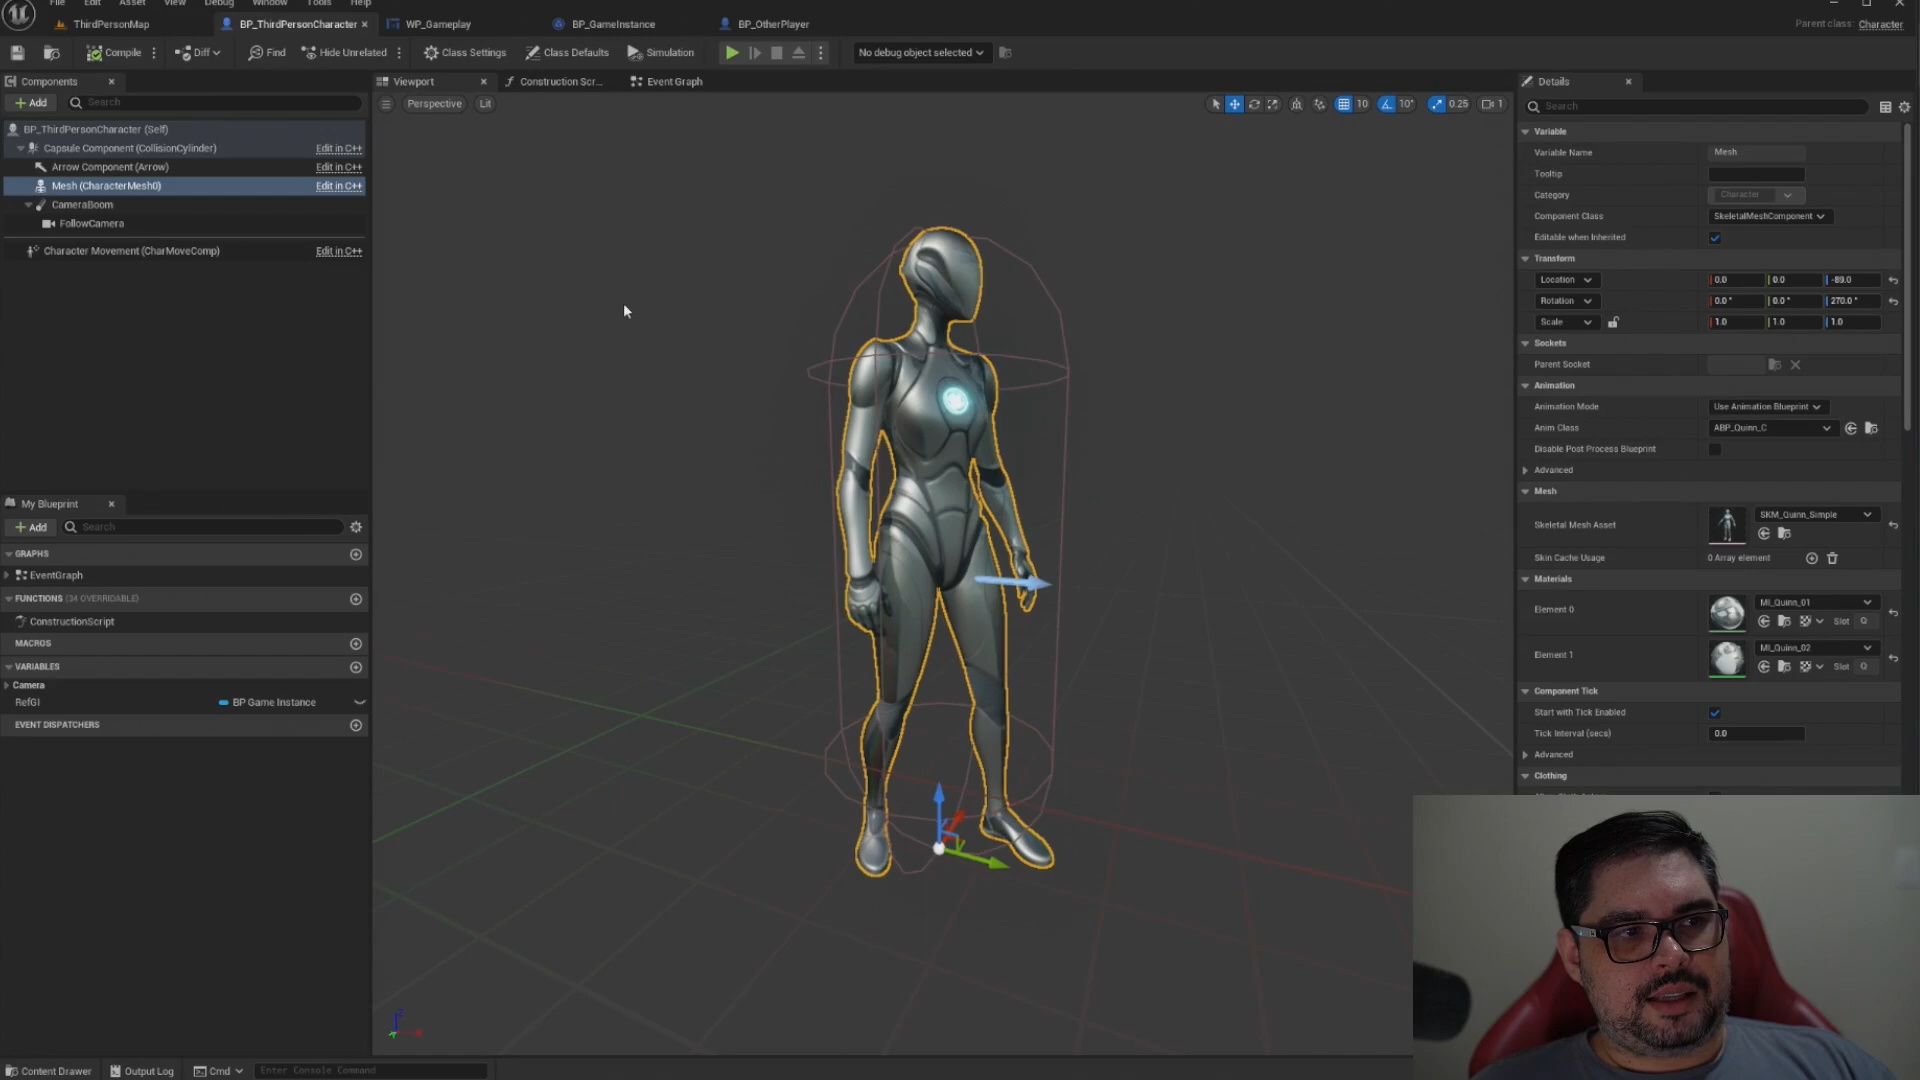 File Edit Asset View Debug Window Tools Help
ThirdPersonMap BP_ThirdPersonCharacter WP_Gameplay BP_GameInstance BP_OtherPlayer Parent class: Character
Compile Diff Find Hide Unrelated Class Settings Class Defaults Simulation No debug object selected
Components Viewport Construction Scr... Event Graph Details
Add Search Perspective Lit 10 10° 0.25 1 Search
BP_ThirdPersonCharacter (Self)
Capsule Component (CollisionCylinder) Edit in C++
Arrow Component (Arrow) Edit in C++
Mesh (CharacterMesh0) Edit in C++
CameraBoom
FollowCamera
Character Movement (CharMoveComp) Edit in C++
My Blueprint
Add Search
GRAPHS
EventGraph
FUNCTIONS (34 OVERRIDABLE)
ConstructionScript
MACROS
VARIABLES
Camera
RefGI BP Game Instance
EVENT DISPATCHERS
Variable
Variable Name Mesh
Tooltip
Category Character
Component Class SkeletalMeshComponent
Editable when Inherited
Transform
Location 0.0 0.0 -89.0
Rotation 0.0° 0.0° 270.0°
Scale 1.0 1.0 1.0
Sockets
Parent Socket
Animation
Animation Mode Use Animation Blueprint
Anim Class ABP_Quinn_C
Disable Post Process Blueprint
Advanced
Mesh
Skeletal Mesh Asset SKM_Quinn_Simple
Skin Cache Usage 0 Array element
Materials
Element 0 MI_Quinn_01
Slot
Element 1 MI_Quinn_02
Slot
Component Tick
Start with Tick Enabled
Tick Interval (secs) 0.0
Advanced
Clothing
Content Drawer Output Log Cmd Enter Console Command